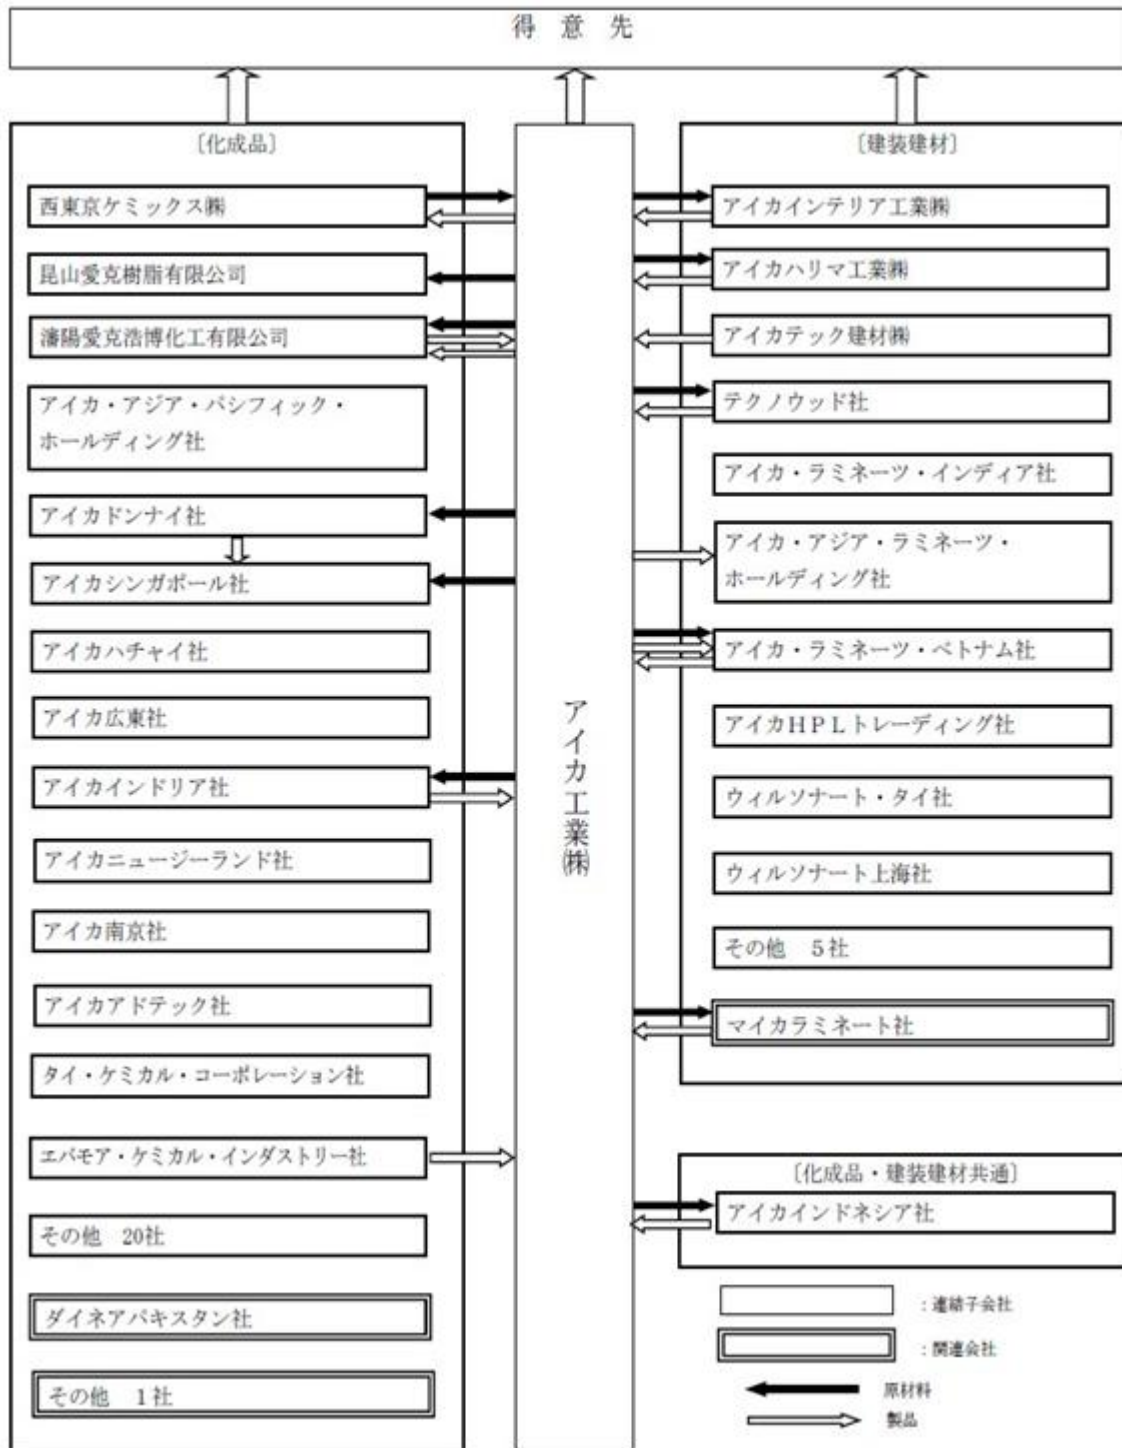 得 意 先
〔化成品〕
西東京ケミックス㈱
昆山愛克樹脂有限公司
瀋陽愛克浩博化工有限公司
アイカ・アジア・パシフィック・
ホールディング社
アイカドンナイ社
アイカシンガポール社
アイカハチャイ社
アイカ広東社
アイカインドリア社
アイカニュージーランド社
アイカ南京社
アイカアドテック社
タイ・ケミカル・コーポレーション社
エバモア・ケミカル・インダストリー社
その他 20社
ダイネアパキスタン社
その他 1社
アイカ工業㈱
〔建装建材〕
アイカインテリア工業㈱
アイカハリマ工業㈱
アイカテック建材㈱
テクノウッド社
アイカ・ラミネーツ・インディア社
アイカ・アジア・ラミネーツ・
ホールディング社
アイカ・ラミネーツ・ベトナム社
アイカＨＰＬトレーディング社
ウィルソナート・タイ社
ウィルソナート上海社
その他 ５社
マイカラミネート社
〔化成品・建装建材共通〕
アイカインドネシア社
：連結子会社
：関連会社
原材料
製品